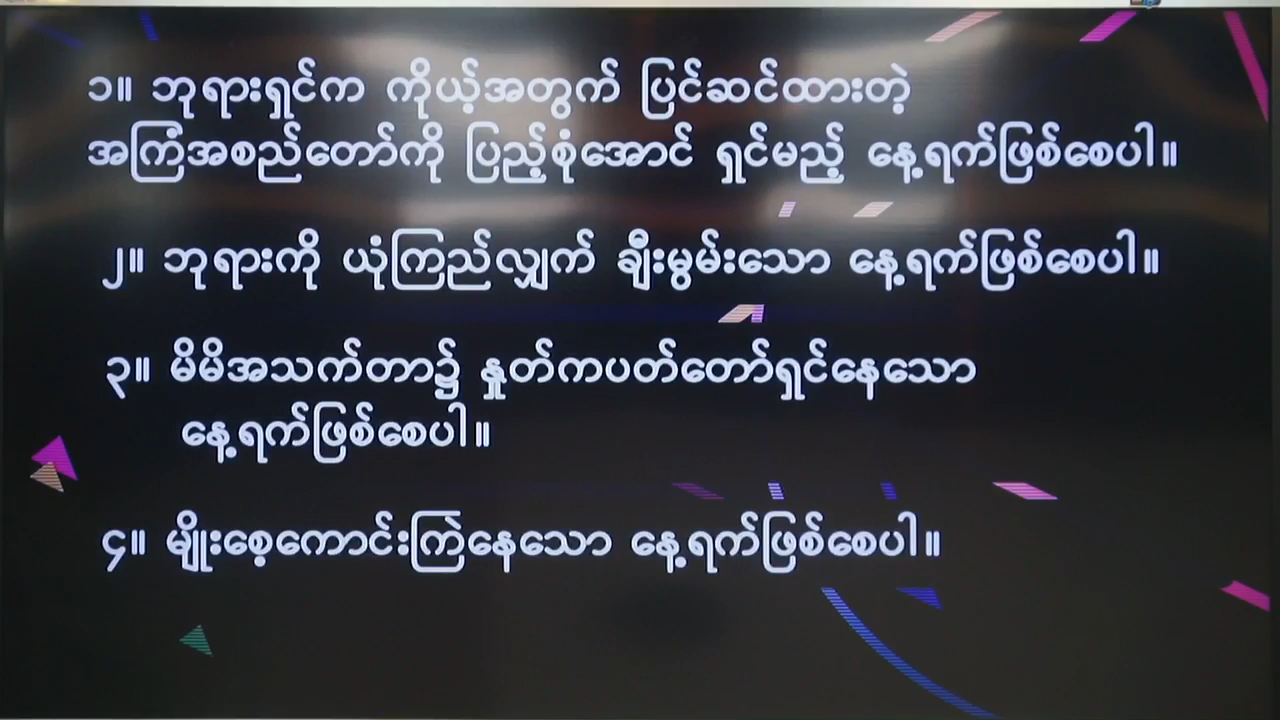 ၁။ ဘုရားရှင်က ကိုယ့်အတွက် ပြင်ဆင်ထားတဲ့
အကြံအစည်တော်ကို ပြည့်စုံအောင် ရှင်မည့် နေ့ရက်ဖြစ်စေပါ။
၂။ ဘုရားကို ယုံကြည်လျှက် ချီးမွမ်းသော နေ့ရက်ဖြစ်စေပါ။
၃။ မိမိအသက်တာ၌ နှုတ်ကပတ်တော်ရှင်နေသော
နေ့ရက်ဖြစ်စေပါ။
၄။ မျိုးစေ့ကောင်းကြဲနေသော နေ့ရက်ဖြစ်စေပါ။